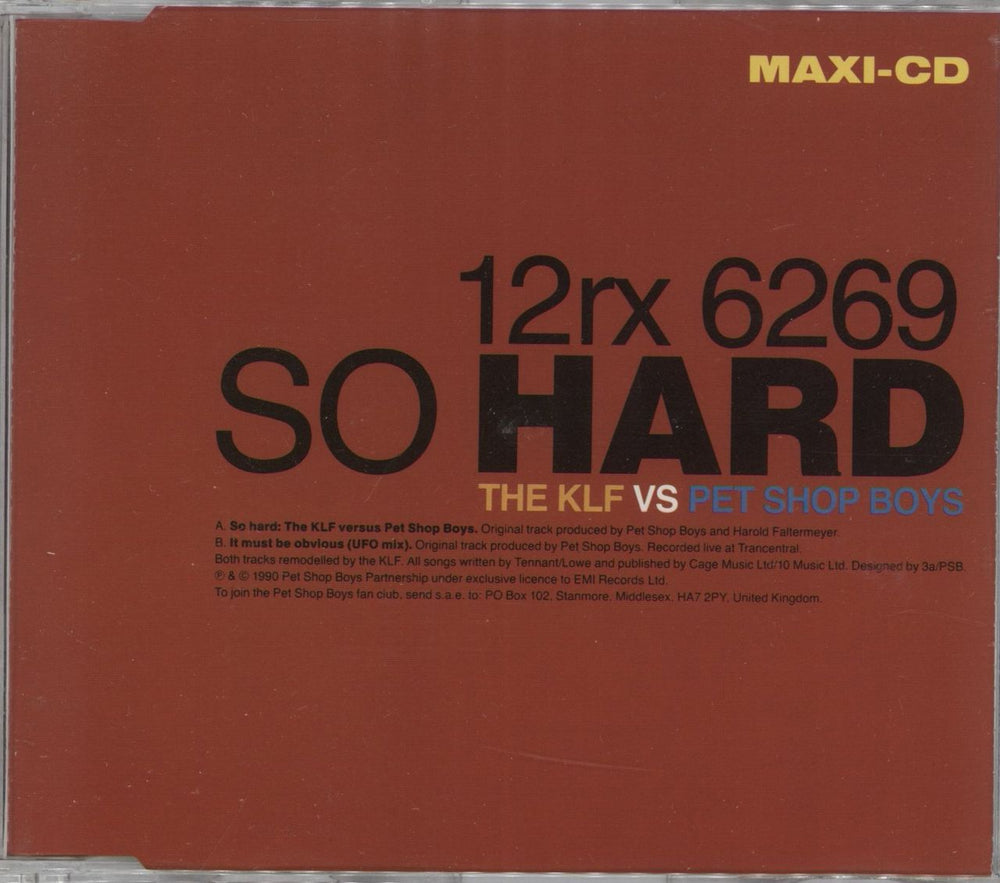 MAXI-CD
12rx 6269
SO HARD
THE KLF VS PET SHOP BOYS
A. So hard: The KLF versus Pet Shop Boys. Original track produced by Pet Shop Boys and Harold Faltermeyer.
B. It must be obvious (UFO mix). Original track produced by Pet Shop Boys. Recorded live at Trancentral.
Both tracks remodelled by the KLF. All songs written by Tennant/Lowe and published by Cage Music Ltd/10 Music Ltd. Designed by 3a/PSB.
℗ & © 1990 Pet Shop Boys Partnership under exclusive licence to EMI Records Ltd.
To join the Pet Shop Boys fan club, send s.a.e. to: PO Box 102, Stanmore, Middlesex, HA7 2PY, United Kingdom.